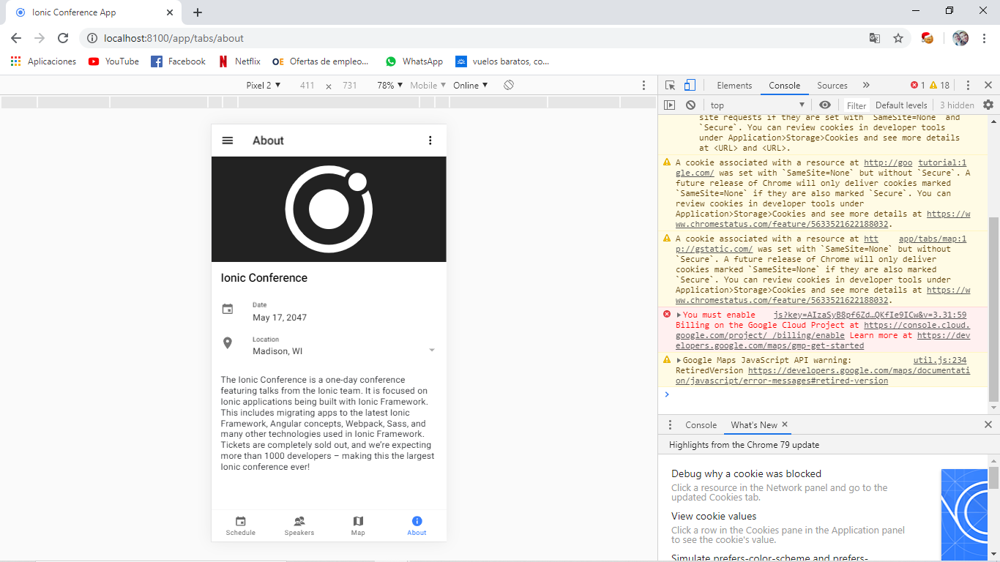 Ionic Conference App
localhost:8100/app/tabs/about
Aplicaciones YouTube Facebook Netflix OE Ofertas de empleo... WhatsApp vuelos baratos, co...
Pixel 2 411 × 731 78% Mobile Online
About
Ionic Conference
Date
May 17, 2047
Location
Madison, WI
The Ionic Conference is a one-day conference
featuring talks from the Ionic team. It is focused on
Ionic applications being built with Ionic Framework.
This includes migrating apps to the latest Ionic
Framework, Angular concepts, Webpack, Sass, and
many other technologies used in Ionic Framework.
Tickets are completely sold out, and we're expecting
more than 1000 developers – making this the largest
Ionic conference ever!
Schedule Speakers Map About
Elements Console Sources » 1 18
top Filter Default levels 3 hidden
site requests if they are set with `SameSite=None` and
`Secure`. You can review cookies in developer tools
under Application>Storage>Cookies and see more details
at <URL> and <URL>.
A cookie associated with a resource at http://goo tutorial:1
gle.com/ was set with `SameSite=None` but without `Secure`. A
future release of Chrome will only deliver cookies marked
`SameSite=None` if they are also marked `Secure`. You can
review cookies in developer tools under
Application>Storage>Cookies and see more details at https://w
ww.chromestatus.com/feature/5633521622188032.
A cookie associated with a resource at htt app/tabs/map:1
p://gstatic.com/ was set with `SameSite=None` but without
`Secure`. A future release of Chrome will only deliver
cookies marked `SameSite=None` if they are also marked
`Secure`. You can review cookies in developer tools under
Application>Storage>Cookies and see more details at https://w
ww.chromestatus.com/feature/5633521622188032.
You must enable js?key=AIzaSyB8pf6Zd…QKfIe9ICw&v=3.31:59
Billing on the Google Cloud Project at https://console.cloud.
google.com/project/_/billing/enable Learn more at https://dev
elopers.google.com/maps/gmp-get-started
Google Maps JavaScript API warning: util.js:234
RetiredVersion https://developers.google.com/maps/documentati
on/javascript/error-messages#retired-version
Console What's New
Highlights from the Chrome 79 update
Debug why a cookie was blocked
Click a resource in the Network panel and go to the
updated Cookies tab.
View cookie values
Click a row in the Cookies pane in the Application panel
to see the cookie's value.
Simulate prefers-color-scheme and prefers-